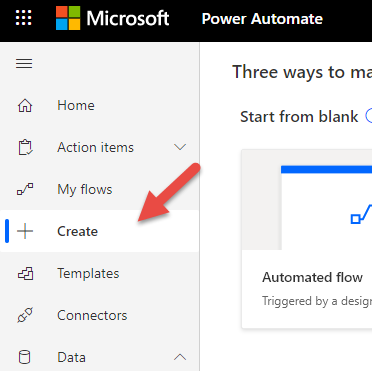 Microsoft Power Automate
Home
Action items
My flows
Create
Templates
Connectors
Data
Three ways to ma
Start from blank
Automated flow
Triggered by a design